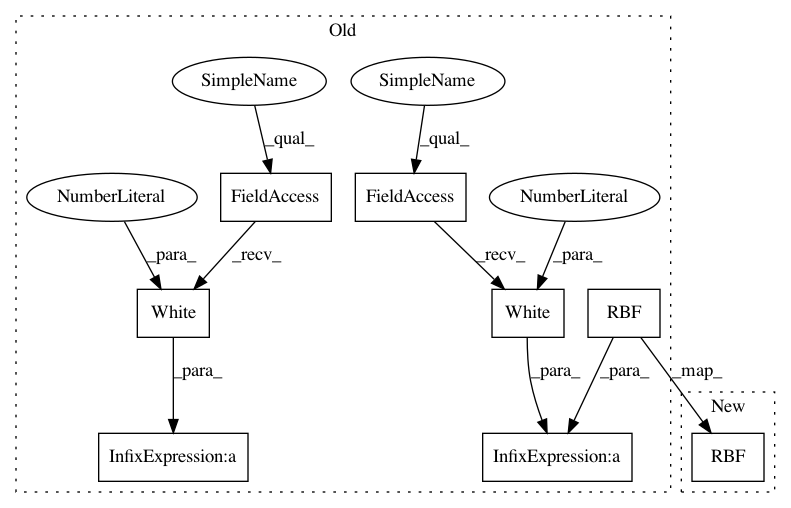 Old
SimpleName
SimpleName
_qual_
_qual_
NumberLiteral
FieldAccess
FieldAccess
NumberLiteral
_para_
_recv_
_recv_
_para_
White
White
RBF
_para_
_para_
_para_
_map_
New
InfixExpression:a
InfixExpression:a
RBF